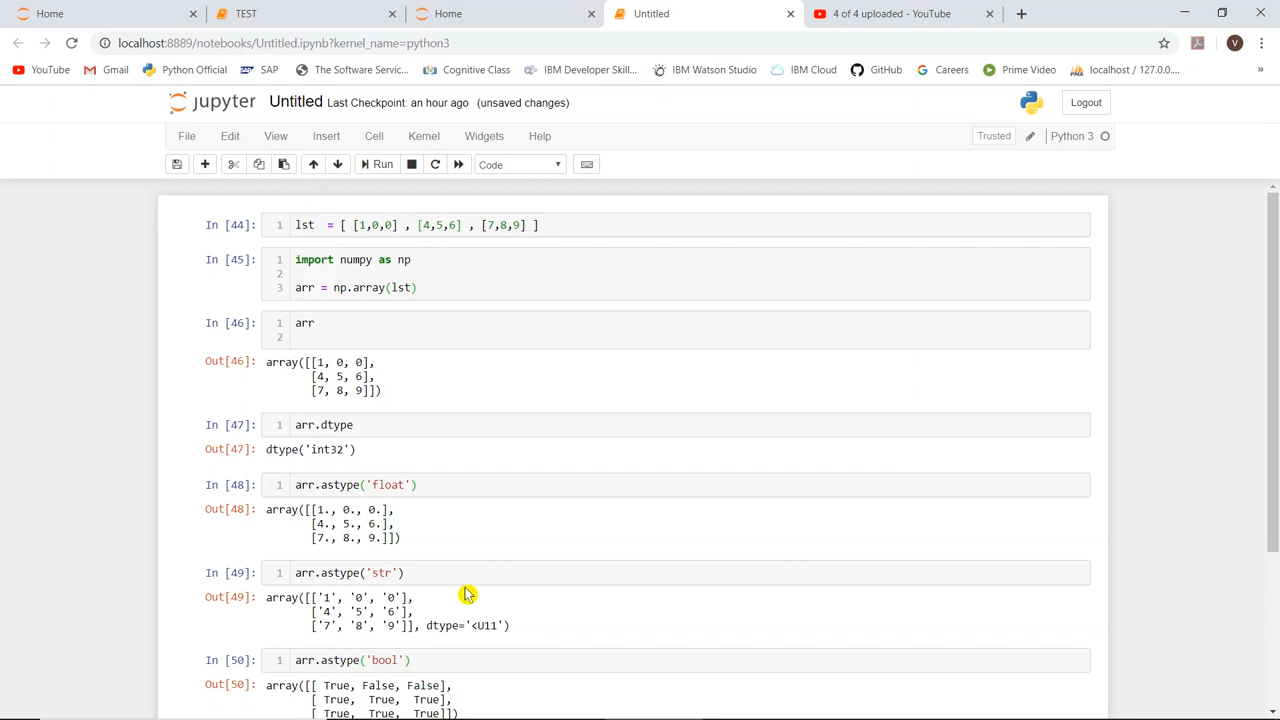 Home
TEST
Home
Untitled
4 of 4 uploaded - YouTube
localhost:8889/notebooks/Untitled.ipynb?kernel_name=python3
V
YouTube
Gmail
Python Official
SAP
The Software Servic...
Cognitive Class
IBM Developer Skill...
IBM Watson Studio
IBM Cloud
GitHub
Careers
Prime Video
localhost / 127.0.0....
»
jupyter Untitled Last Checkpoint: an hour ago (unsaved changes)
Logout
File Edit View Insert Cell Kernel Widgets Help
Trusted
Python 3
Run
Code
In [44]: 1 lst = [ [1,0,0] , [4,5,6] , [7,8,9] ]
In [45]: 1 import numpy as np
2
3 arr = np.array(lst)
In [46]: 1 arr
2
Out[46]: array([[1, 0, 0],
[4, 5, 6],
[7, 8, 9]])
In [47]: 1 arr.dtype
Out[47]: dtype('int32')
In [48]: 1 arr.astype('float')
Out[48]: array([[1., 0., 0.],
[4., 5., 6.],
[7., 8., 9.]])
In [49]: 1 arr.astype('str')
Out[49]: array([['1', '0', '0'],
['4', '5', '6'],
['7', '8', '9']], dtype='<U11')
In [50]: 1 arr.astype('bool')
Out[50]: array([[ True, False, False],
[ True, True, True],
[ True, True, True]])